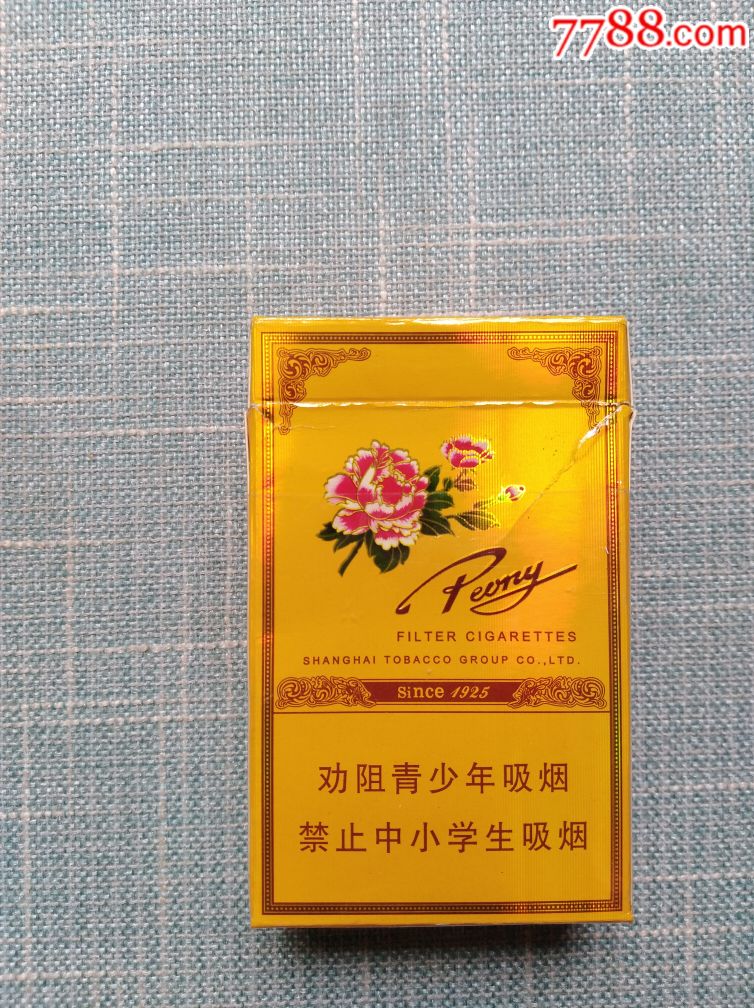 7788.com
Peony
FILTER CIGARETTES
SHANGHAI TOBACCO GROUP CO.,LTD.
Since 1925
劝阻青少年吸烟
禁止中小学生吸烟